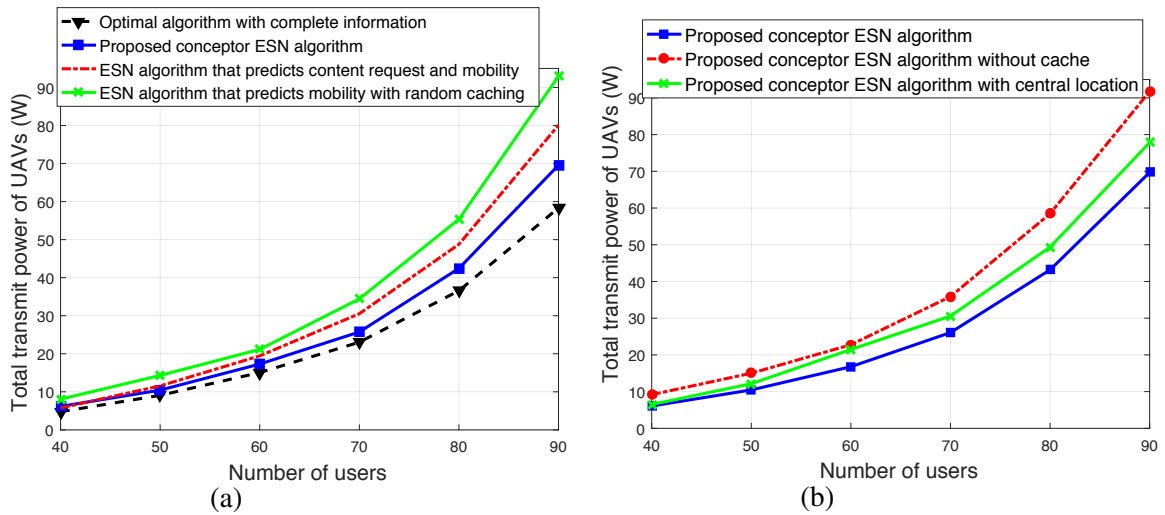 Optimal algorithm with complete information
Proposed conceptor ESN algorithm
ESN algorithm that predicts content request and mobility
ESN algorithm that predicts mobility with random caching
Total transmit power of UAVs (W)
90
80
70
60
50
40
30
20
10
0
40 50 60 70 80 90
Number of users
(a)
Proposed conceptor ESN algorithm
Proposed conceptor ESN algorithm without cache
Proposed conceptor ESN algorithm with central location
Total transmit power of UAVs (W)
90
80
70
60
50
40
30
20
10
0
40 50 60 70 80 90
Number of users
(b)